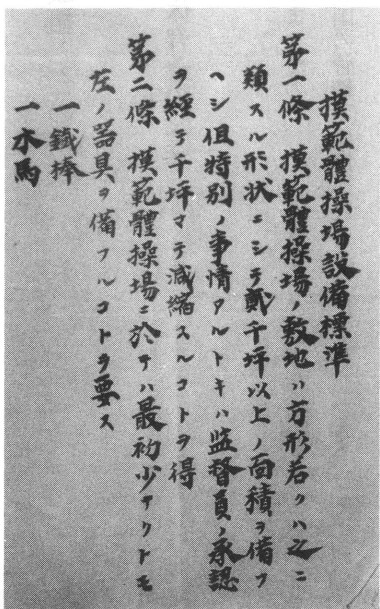 摸範體操場設備標準
第一條　摸範體操場ノ敷地ハ方形若クハ之ニ
類スル形状ニシテ貳千坪以上ノ面積ヲ備フ
ヘシ但特別ノ事情アルトキハ監督員ノ承認
ヲ經テ千坪マテ減縮スルコトヲ得
第二條　摸範體操場ニ於テハ最初少ナクトモ
左ノ器具ヲ備フルコトヲ要ス
一鐵棒
一木馬